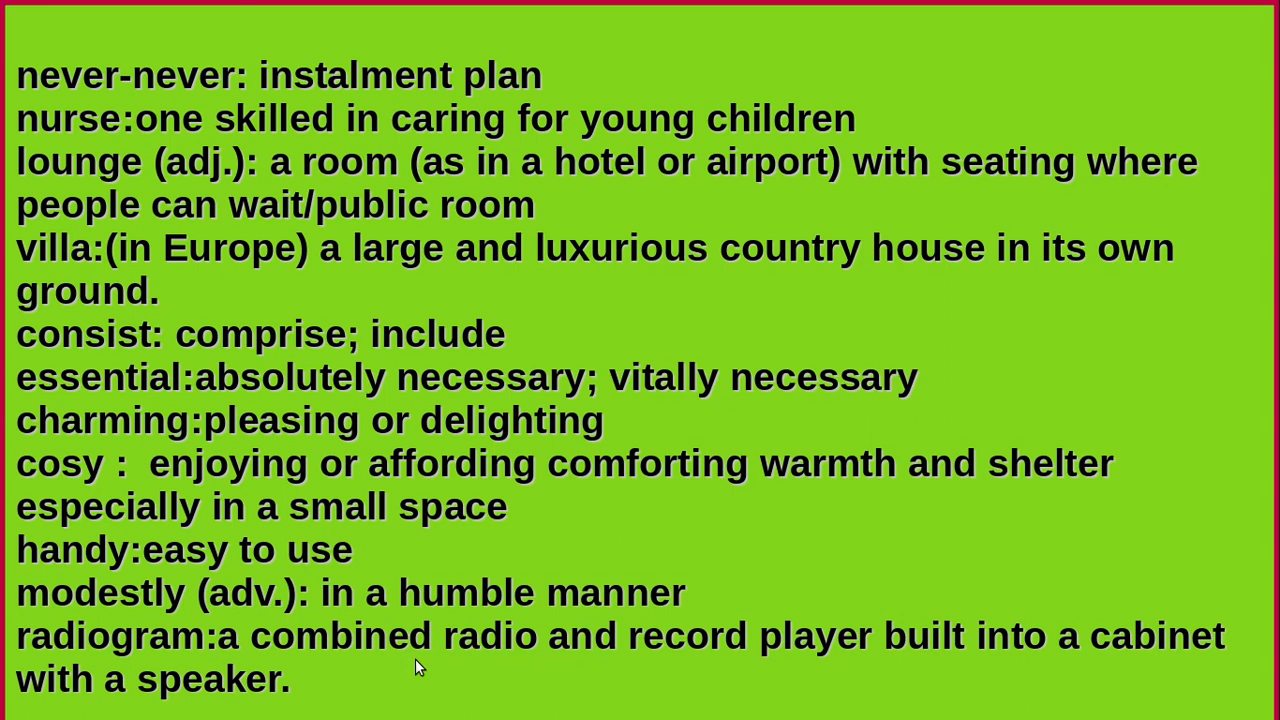 never-never: instalment plan
nurse:one skilled in caring for young children
lounge (adj.): a room (as in a hotel or airport) with seating where
people can wait/public room
villa:(in Europe) a large and luxurious country house in its own
ground.
consist: comprise; include
essential:absolutely necessary; vitally necessary
charming:pleasing or delighting
cosy :  enjoying or affording comforting warmth and shelter
especially in a small space
handy:easy to use
modestly (adv.): in a humble manner
radiogram:a combined radio and record player built into a cabinet
with a speaker.